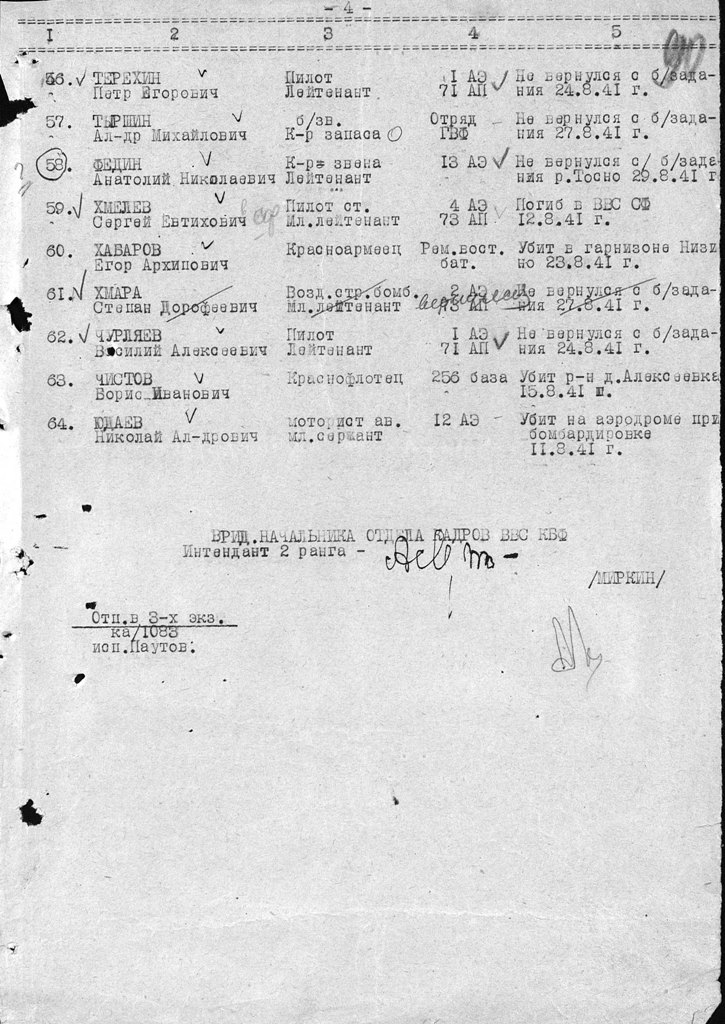 - 4 -
1 2 3 4 5
90
56. ТЕРЕХИН Пилот 1 АЭ Не вернулся с б/зада-
Петр Егорович Лейтенант 71 АП ния 24.8.41 г.
57. ТЫРШИН б/зв. Отряд Не вернулся с б/зада-
Ал-др Михайлович К-р запаса ГВФ ния 27.8.41 г.
58. ФЕДИН К-р звена 13 АЭ Не вернулся с/ б/зада
Анатолий Николаевич Лейтенант ния р.Тосно 29.8.41 г
59. ХМЕЛЕВ Пилот ст. 4 АЭ Погиб в ВВС СФ
Сергей Евтихович Мл.лейтенант 73 АП 12.8.41 г.
60. ХАБАРОВ Красноармеец Рем.вост. Убит в гарнизоне Низи
Егор Архипович бат. но 23.8.41 г.
61. ХМАРА Возд.стр.бомб. 2 АЭ Не вернулся с б/зада-
Степан Дорофеевич Мл.лейтенант 73 АП ния 27.8.41 г.
62. ЧУРЛЯЕВ Пилот 1 АЭ Не вернулся с б/зада-
Василий Алексеевич Лейтенант 71 АП ния 24.8.41 г.
63. ЧИСТОВ Краснофлотец 256 база Убит р-н д.Алексеевка
Борис Иванович 15.8.41 г.
64. ЮДАЕВ моторист ав. 12 АЭ Убит на аэродроме при
Николай Ал-дрович мл.сержант бомбардировке
11.8.41 г.
ВРИД.НАЧАЛЬНИКА ОТДЕЛА КАДРОВ ВВС КБФ
Интендант 2 ранга -
/МИРКИН/
Отп.в 3-х экз.
ка/1083
исп.Паутов.